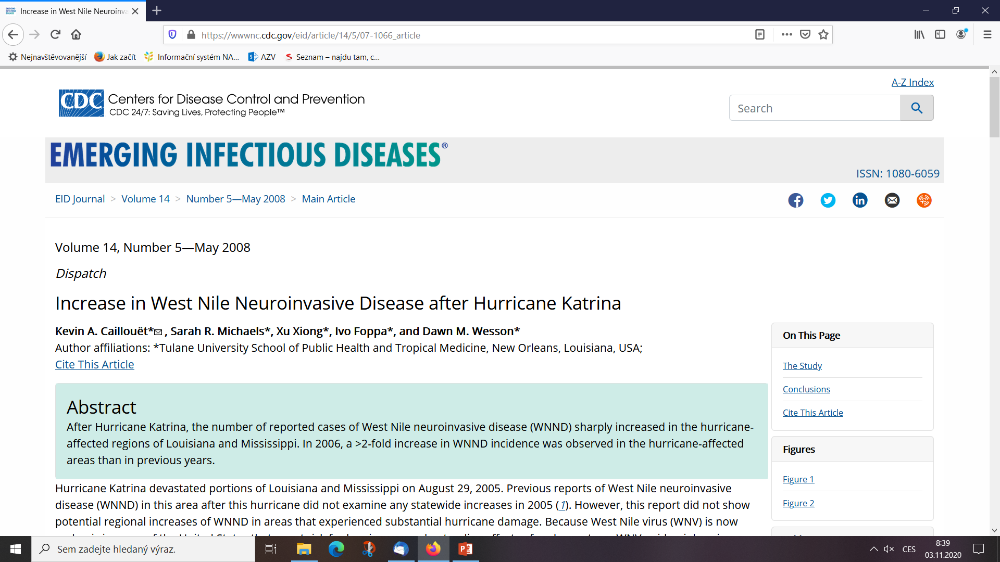 Increase in West Nile Neuroinva
https://wwwnc.cdc.gov/eid/article/14/5/07-1066_article
Nejnavštěvovanější Jak začít Informační systém NA... AZV Seznam – najdu tam, c...
A-Z Index
CDC Centers for Disease Control and Prevention
CDC 24/7: Saving Lives, Protecting People™
Search
EMERGING INFECTIOUS DISEASES®
ISSN: 1080-6059
EID Journal > Volume 14 > Number 5—May 2008 > Main Article
Volume 14, Number 5—May 2008
Dispatch
Increase in West Nile Neuroinvasive Disease after Hurricane Katrina
Kevin A. Caillouët* , Sarah R. Michaels*, Xu Xiong*, Ivo Foppa*, and Dawn M. Wesson*
Author affiliations: *Tulane University School of Public Health and Tropical Medicine, New Orleans, Louisiana, USA;
Cite This Article
Abstract
After Hurricane Katrina, the number of reported cases of West Nile neuroinvasive disease (WNND) sharply increased in the hurricane-
affected regions of Louisiana and Mississippi. In 2006, a >2-fold increase in WNND incidence was observed in the hurricane-affected
areas than in previous years.
Hurricane Katrina devastated portions of Louisiana and Mississippi on August 29, 2005. Previous reports of West Nile neuroinvasive
disease (WNND) in this area after this hurricane did not examine any statewide increases in 2005 (1). However, this report did not show
potential regional increases of WNND in areas that experienced substantial hurricane damage. Because West Nile virus (WNV) is now
On This Page
The Study
Conclusions
Cite This Article
Figures
Figure 1
Figure 2
Sem zadejte hledaný výraz.
CES
8:39
03.11.2020